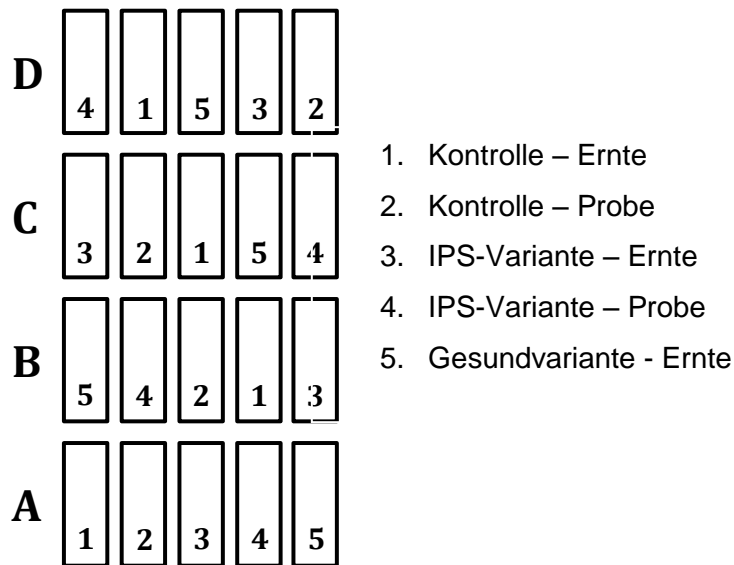 D
4 1 5 3 2
C
3 2 1 5 4
B
5 4 2 1 3
A
1 2 3 4 5
1. Kontrolle – Ernte
2. Kontrolle – Probe
3. IPS-Variante – Ernte
4. IPS-Variante – Probe
5. Gesundvariante - Ernte